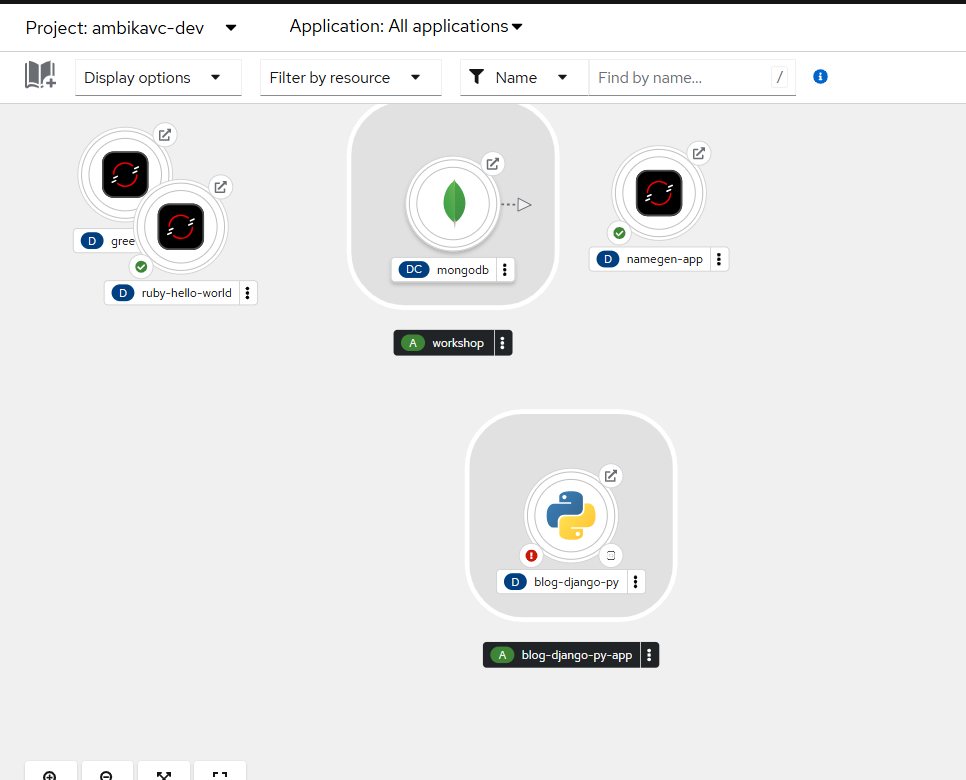 Project: ambikavc-dev
Application: All applications
Display options
Filter by resource
Name
Find by name...
/
D gree
D ruby-hello-world
DC mongodb
A workshop
D namegen-app
D blog-django-py
A blog-django-py-app